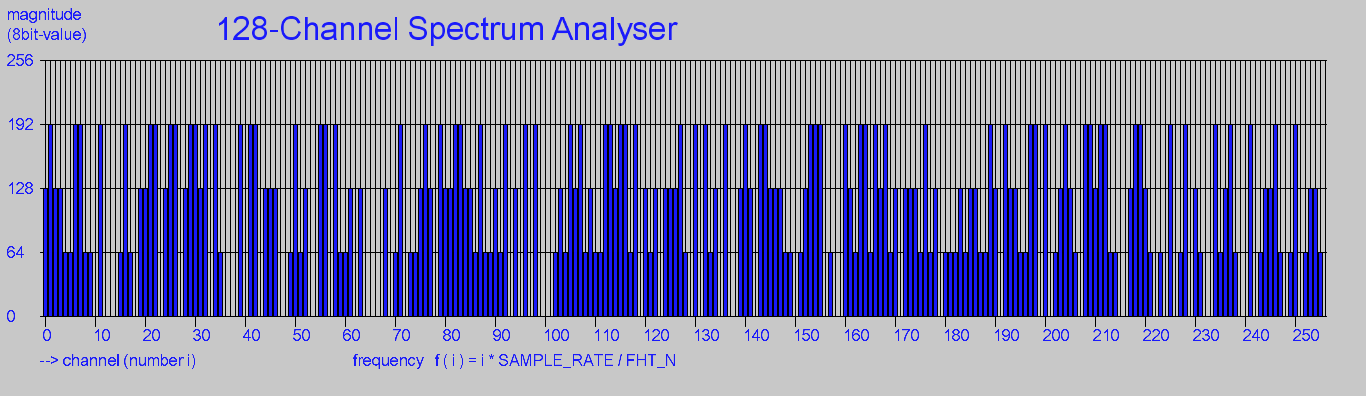 magnitude
(8bit-value)
128-Channel Spectrum Analyser
256
192
128
64
0
0 10 20 30 40 50 60 70 80 90 100 110 120 130 140 150 160 170 180 190 200 210 220 230 240 250
--> channel (number i)
frequency f ( i ) = i * SAMPLE_RATE / FHT_N